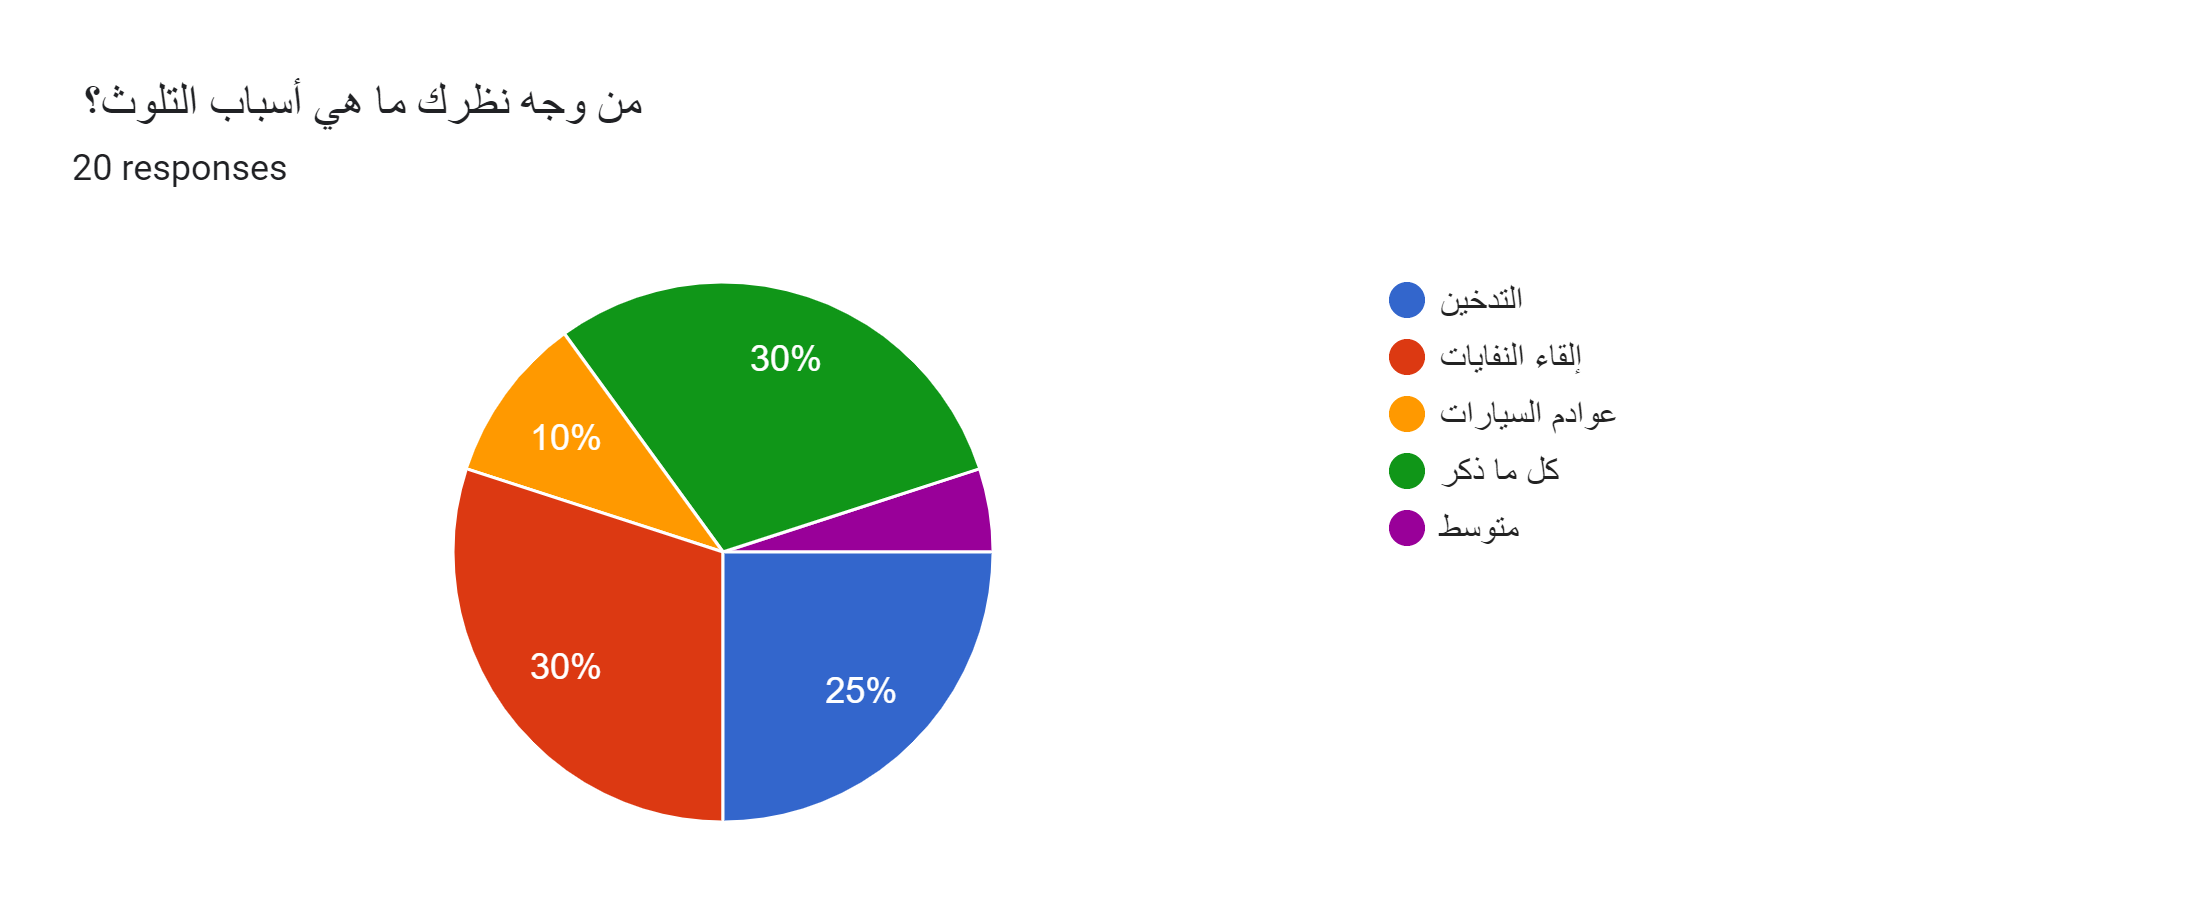 من وجه نظرك ما هي أسباب التلوث؟
20 responses
30%
10%
30%
25%
التدخين
إلقاء النفايات
عوادم السيارات
كل ما ذكر
متوسط